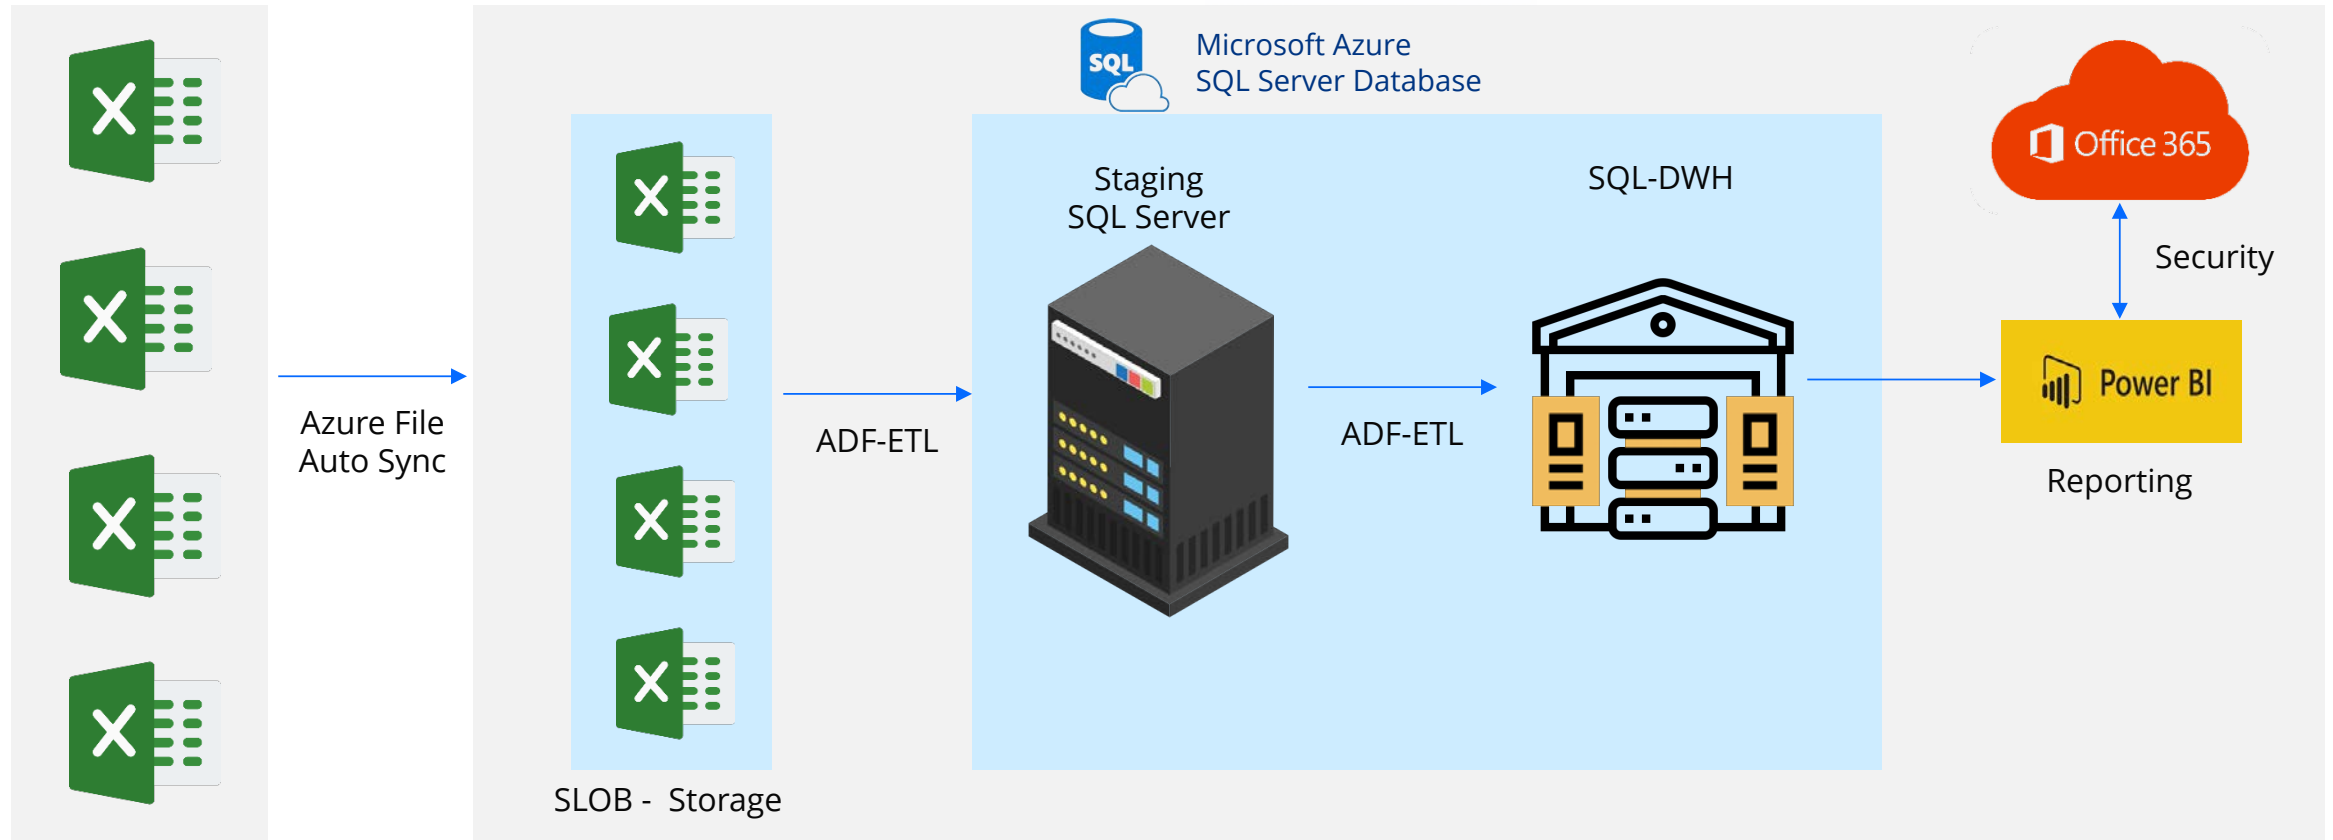 Microsoft Azure
SQL Server Database
SQL
Azure File
Auto Sync
SLOB -  Storage
ADF-ETL
Staging
SQL Server
ADF-ETL
SQL-DWH
Office 365
Security
Power BI
Reporting
X
X
X
X
X
X
X
X